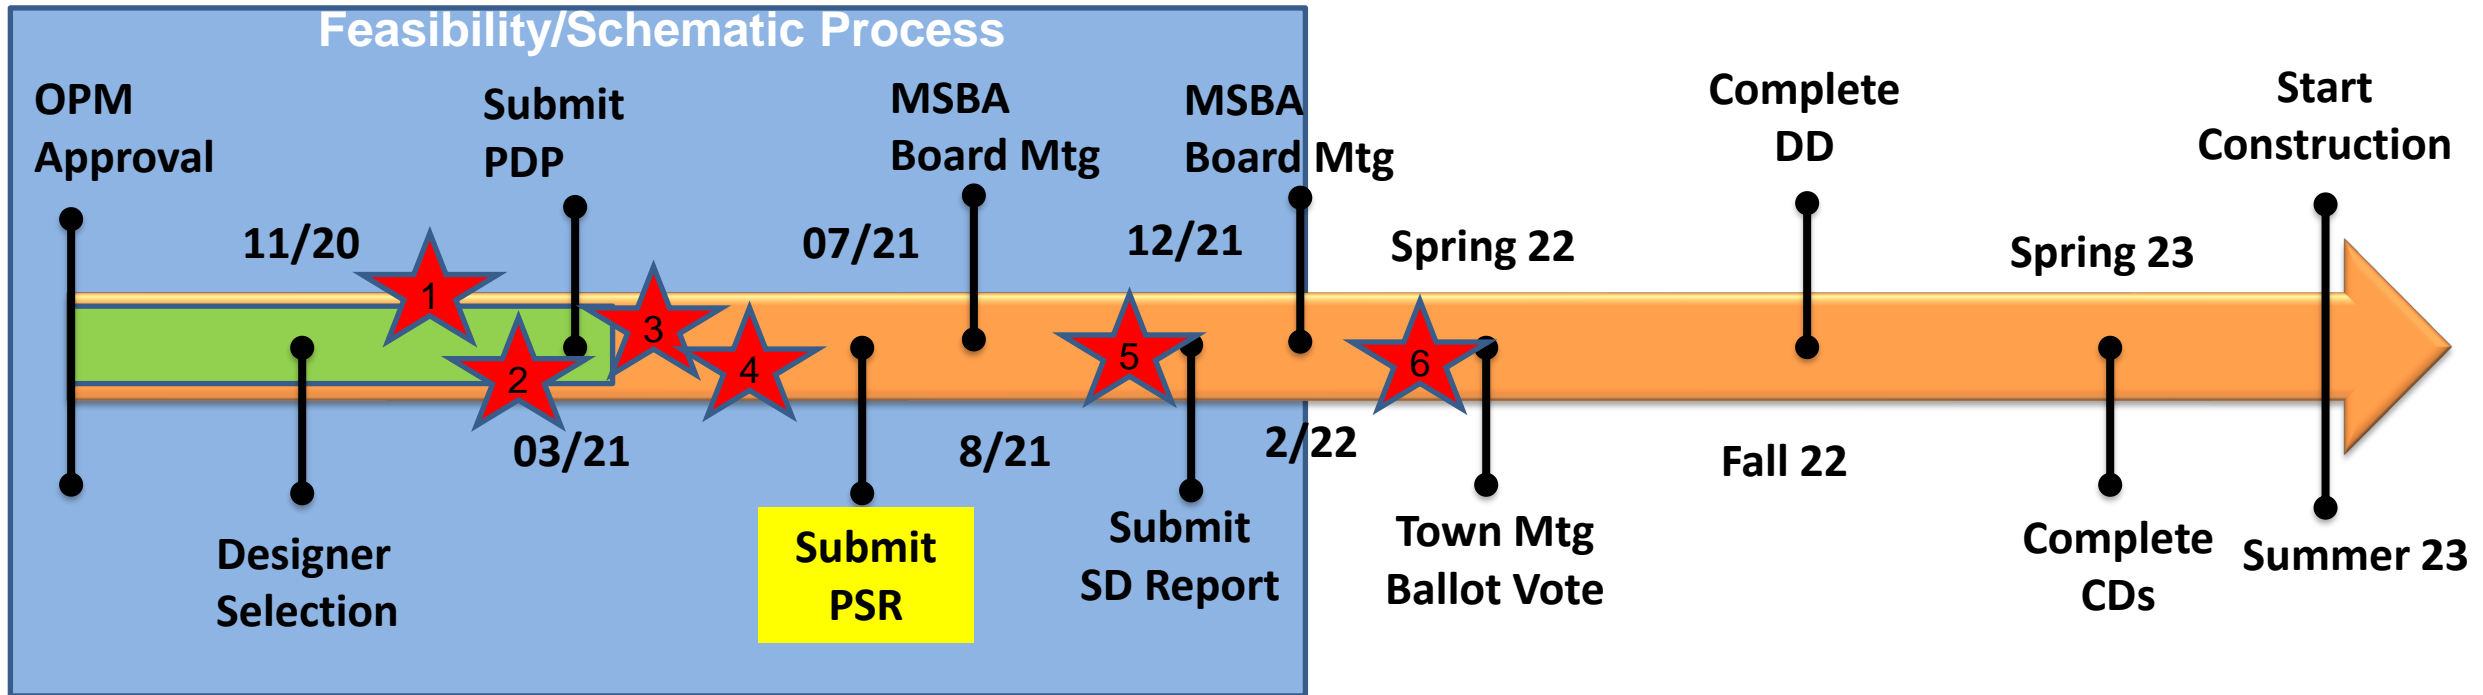 Feasibility/Schematic Process
OPM
Approval
Submit
PDP
MSBA
Board Mtg
MSBA
Board Mtg
Complete
DD
Start
Construction
11/20
07/21
12/21
Spring 22
Spring 23
1
2
3
4
5
6
03/21
8/21
2/22
Fall 22
Designer
Selection
Submit
PSR
Submit
SD Report
Town Mtg
Ballot Vote
Complete
CDs
Summer 23